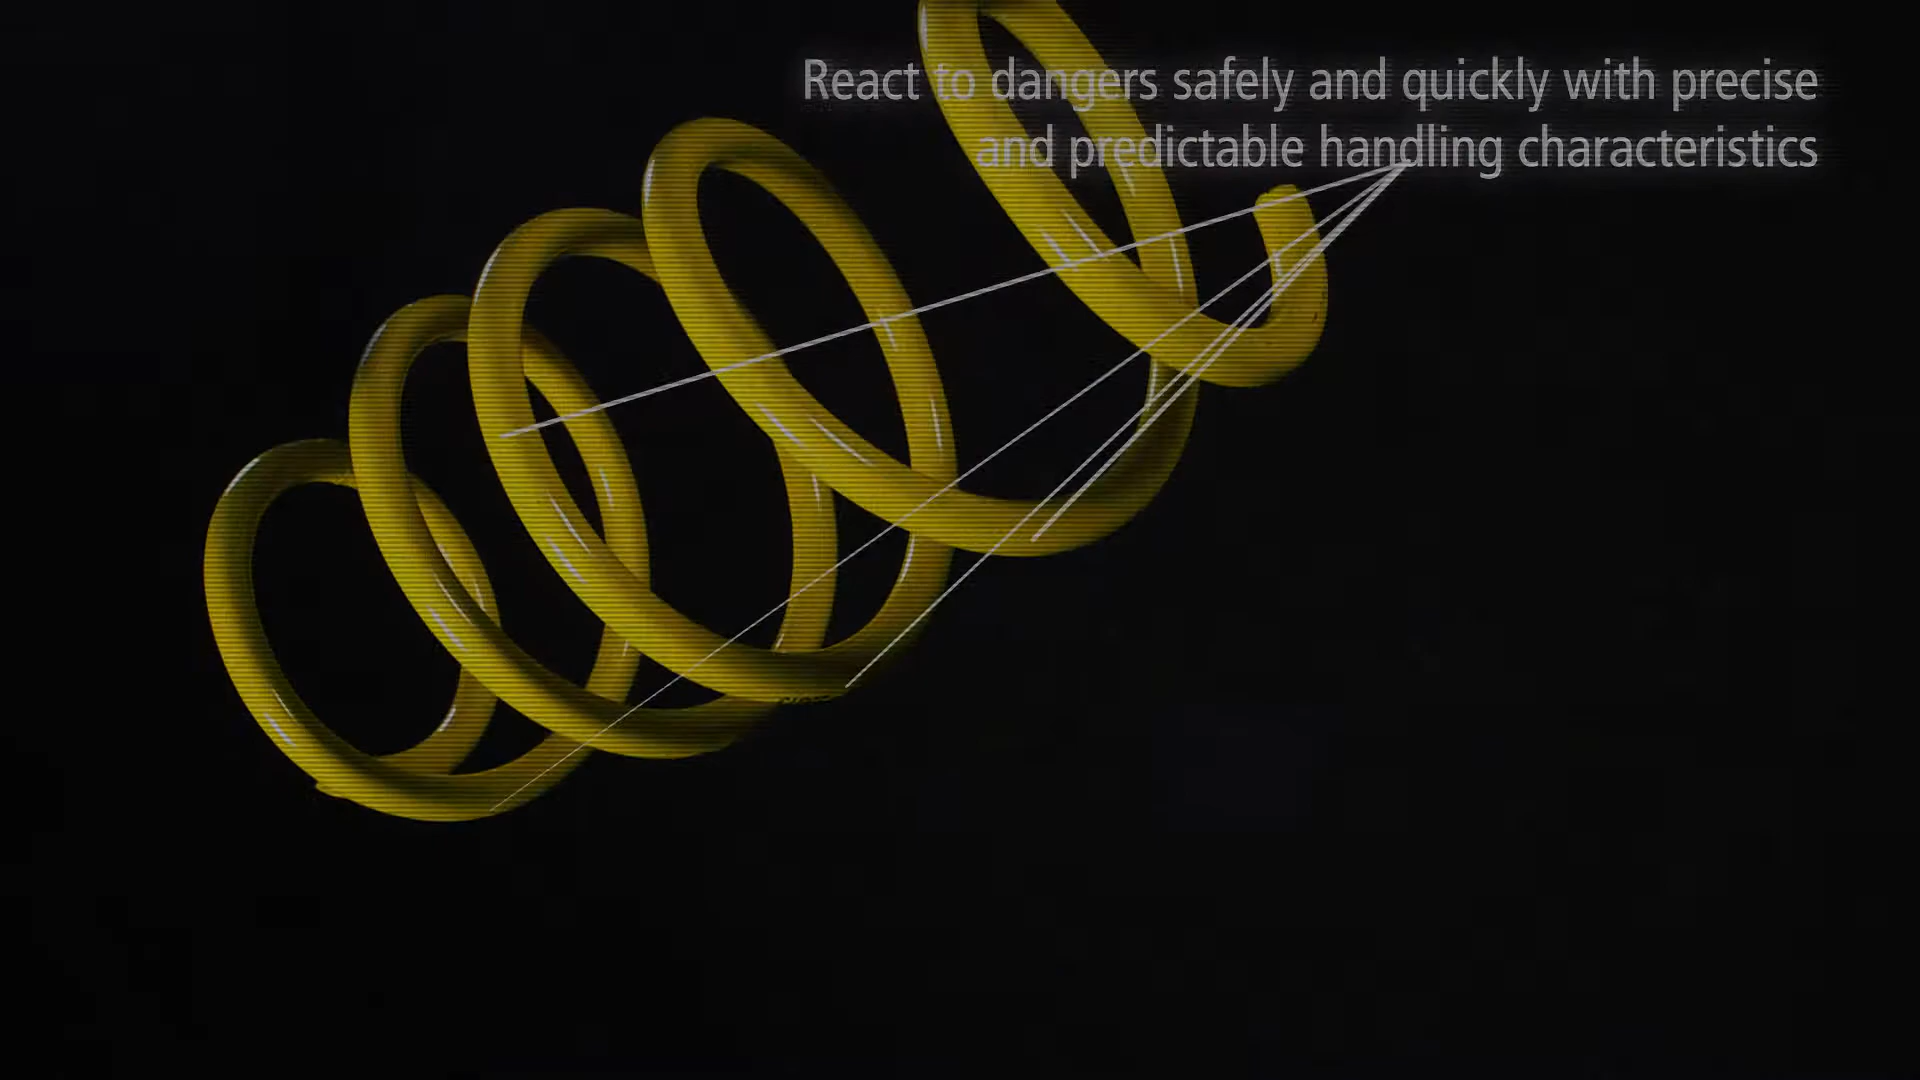 React to dangers safely and quickly with precise
and predictable handling characteristics